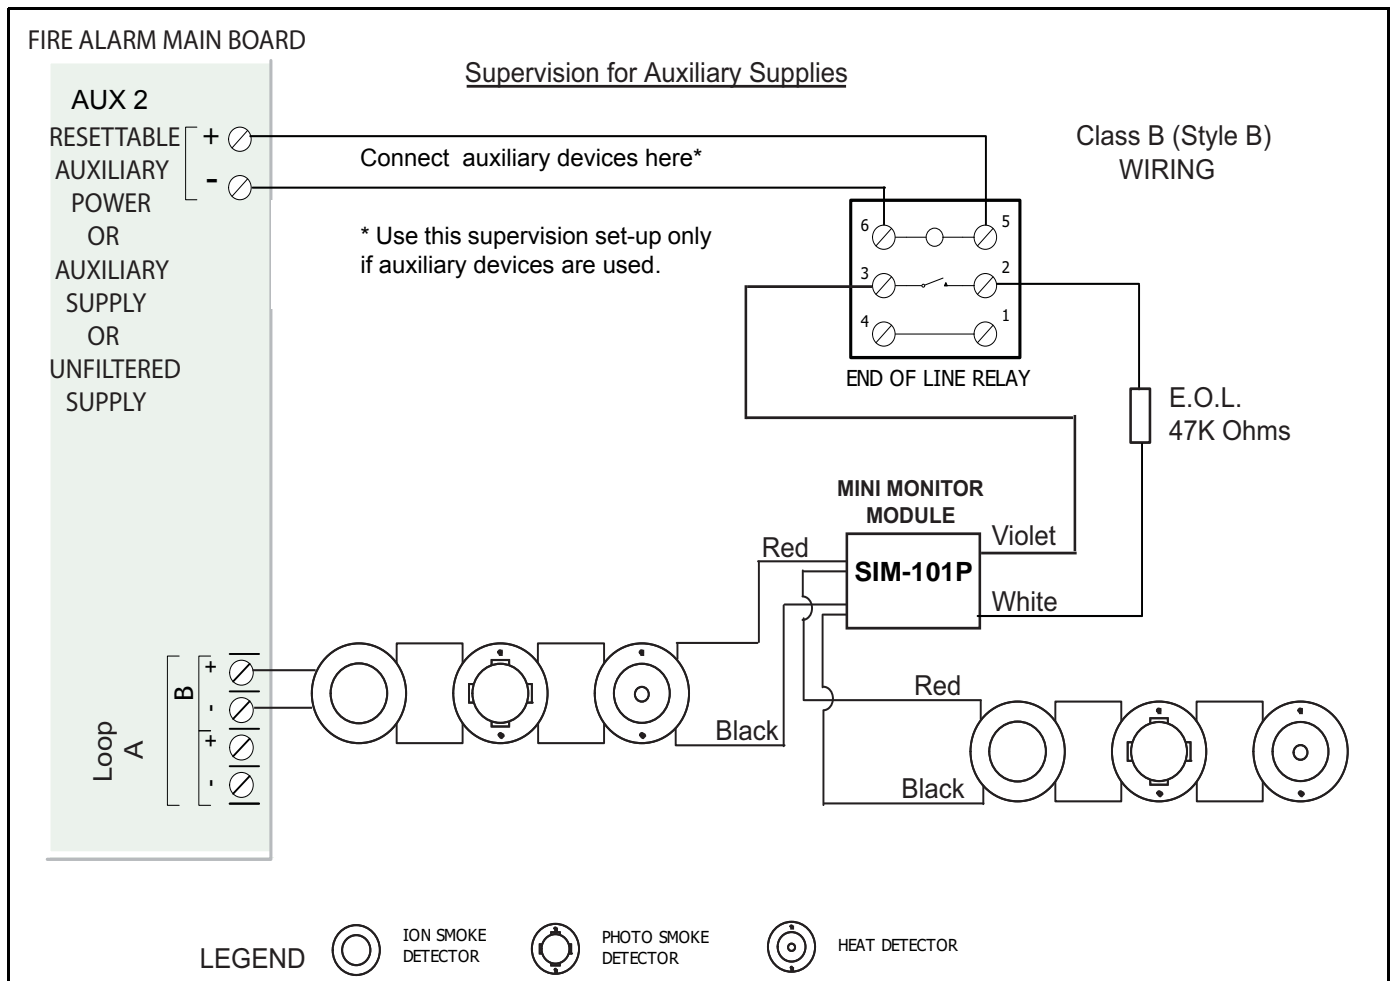 FIRE ALARM MAIN BOARD
Supervision for Auxiliary Supplies
AUX 2
RESETTABLE
AUXILIARY
POWER
OR
AUXILIARY
SUPPLY
OR
UNFILTERED
SUPPLY
+
-
Connect auxiliary devices here*
* Use this supervision set-up only
if auxiliary devices are used.
Class B (Style B)
WIRING
6
5
3
2
4
1
END OF LINE RELAY
E.O.L.
47K Ohms
MINI MONITOR
MODULE
SIM-101P
Violet
White
Red
Black
Red
Black
Loop
A
B
+
-
+
-
LEGEND
ION SMOKE
DETECTOR
PHOTO SMOKE
DETECTOR
HEAT DETECTOR